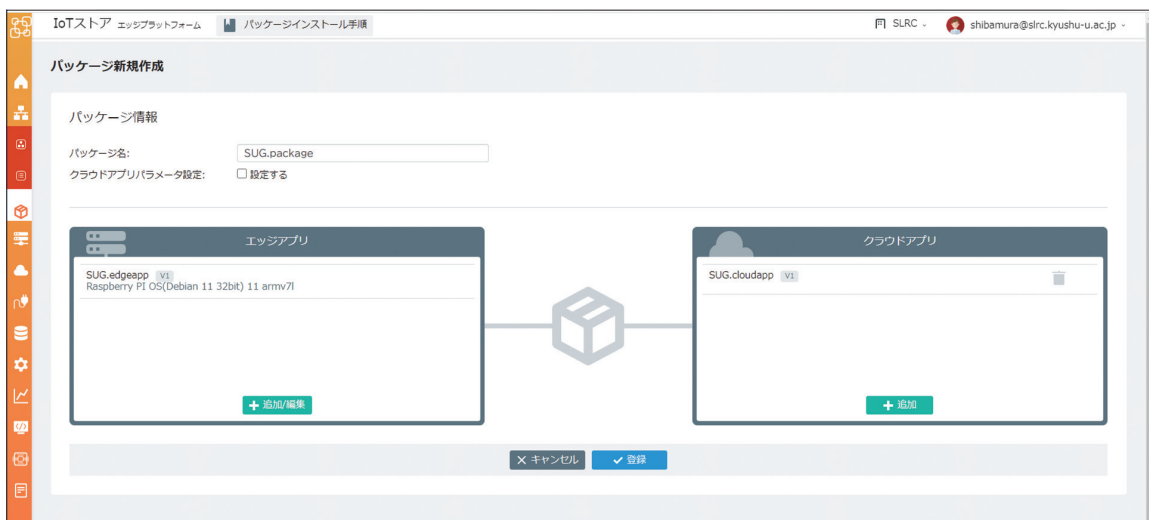 IoTストア エッジプラットフォーム パッケージインストール手順 SLRC shibamura@slrc.kyushu-u.ac.jp
パッケージ新規作成
パッケージ情報
パッケージ名: SUG.package
クラウドアプリパラメータ設定: 設定する
エッジアプリ
SUG.edgeapp V1
Raspberry PI OS(Debian 11 32bit) 11 armv7l
追加/編集
クラウドアプリ
SUG.cloudapp V1
追加
キャンセル 登録